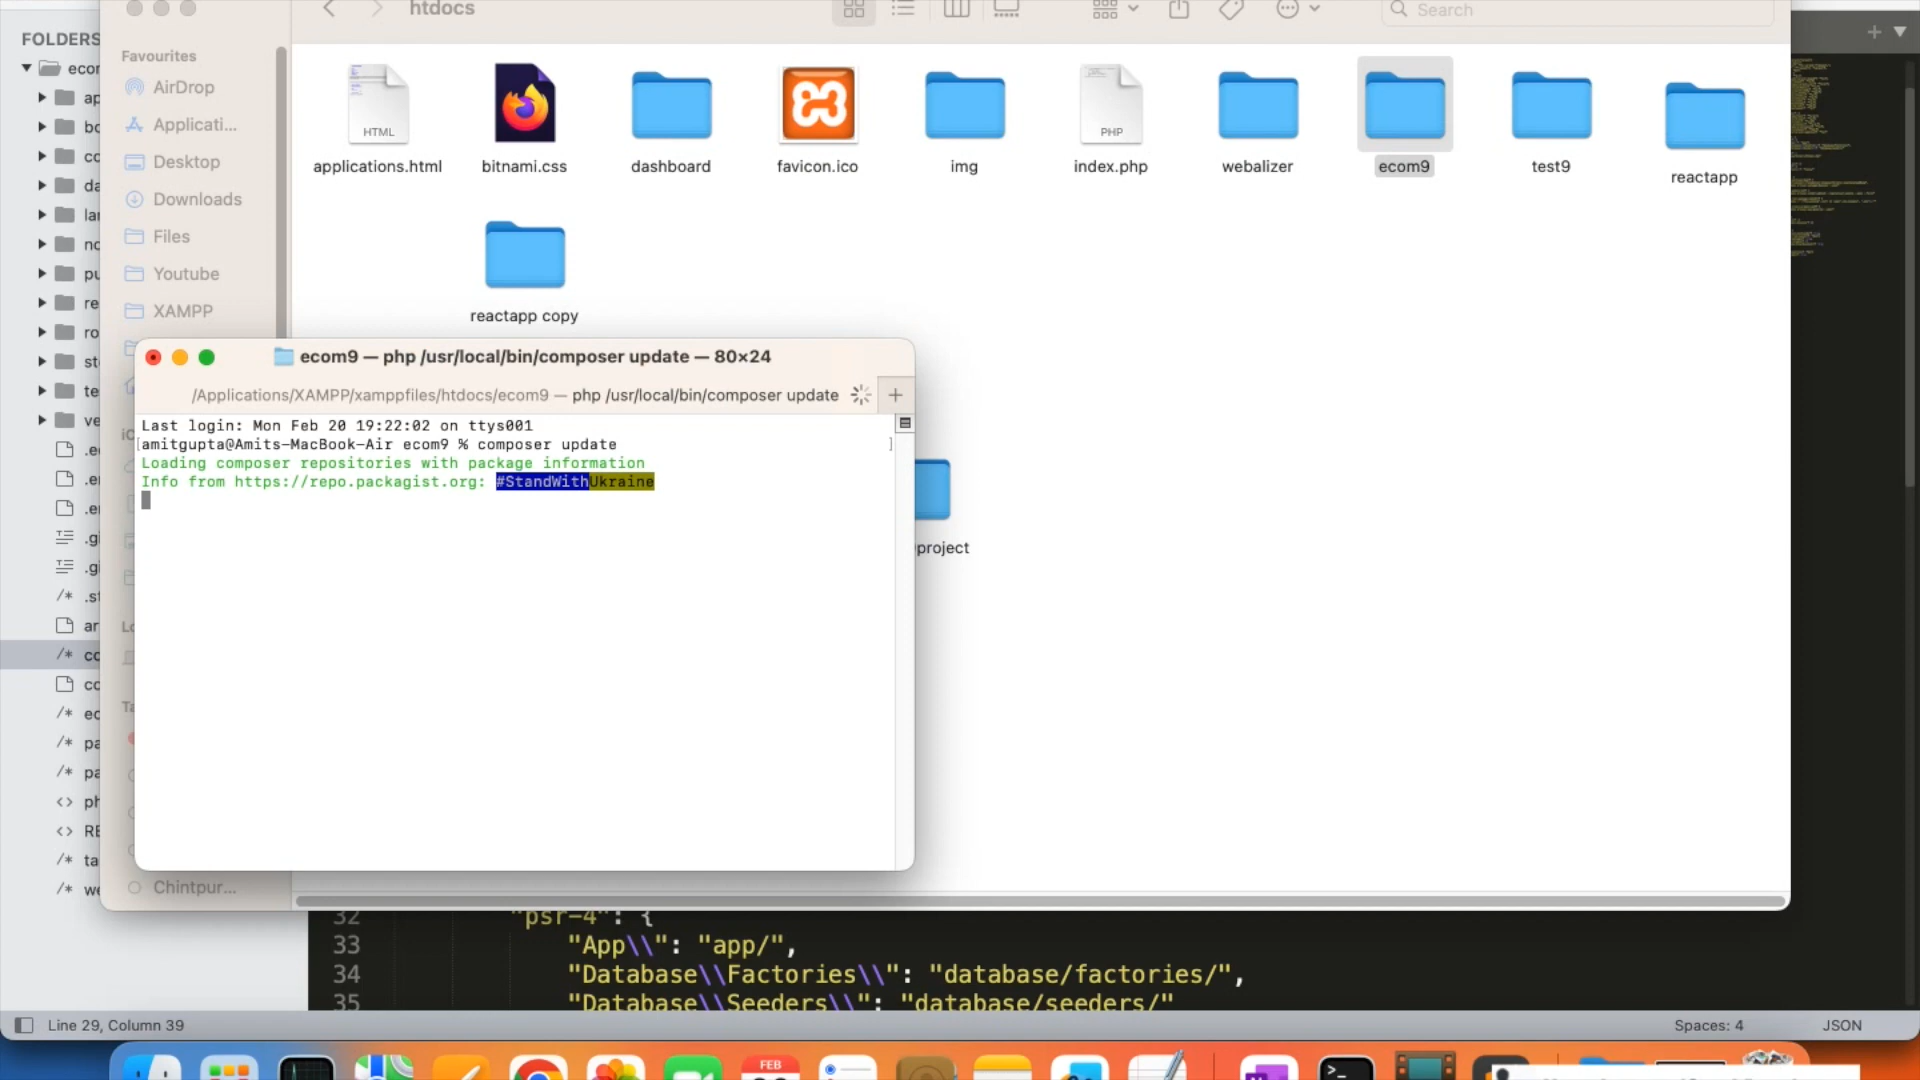 htdocs
Search
FOLDERS
Favourites
AirDrop
Applicati...
Desktop
Downloads
Files
Youtube
XAMPP
HTML
PHP
applications.html
bitnami.css
dashboard
favicon.ico
img
index.php
webalizer
ecom9
test9
reactapp
reactapp copy
ecom9 — php /usr/local/bin/composer update — 80×24
/Applications/XAMPP/xamppfiles/htdocs/ecom9 — php /usr/local/bin/composer update
Last login: Mon Feb 20 19:22:02 on ttys001
[amitgupta@Amits-MacBook-Air ecom9 % composer update ]
Loading composer repositories with package information
Info from https://repo.packagist.org: #StandWithUkraine
project
Chintpur...
32 "psr-4": {
33 "App\\": "app/",
34 "Database\\Factories\\": "database/factories/",
35 "Database\\Seeders\\": "database/seeders/"
Line 29, Column 39
Spaces: 4
JSON
FEB